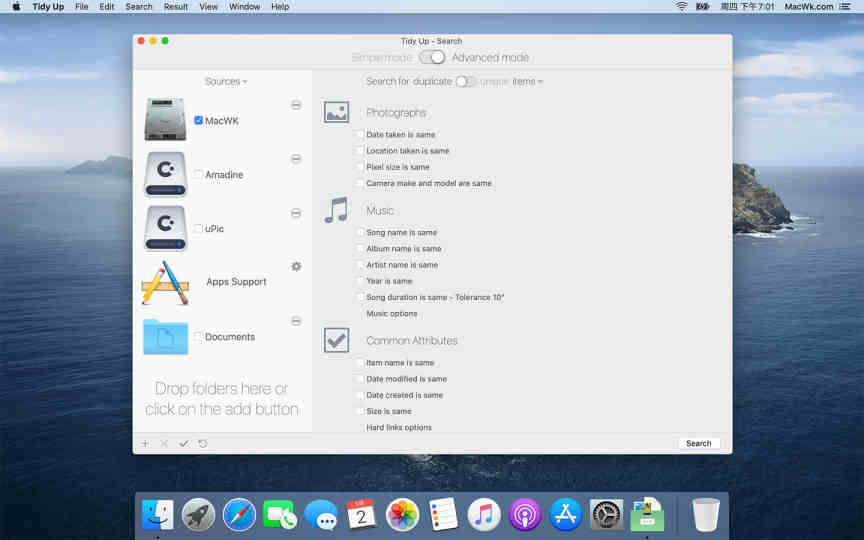 Tidy Up File Edit Search Result View Window Help
周四 下午7:01 MacWk.com
Tidy Up - Search
Simple mode Advanced mode
Sources
Search for duplicate unique items
MacWK
Amadine
uPic
Apps Support
Documents
Drop folders here or
click on the add button
Photographs
Date taken is same
Location taken is same
Pixel size is same
Camera make and model are same
Music
Song name is same
Album name is same
Artist name is same
Year is same
Song duration is same - Tolerance 10"
Music options
Common Attributes
Item name is same
Date modified is same
Date created is same
Size is same
Hard links options
Search
2